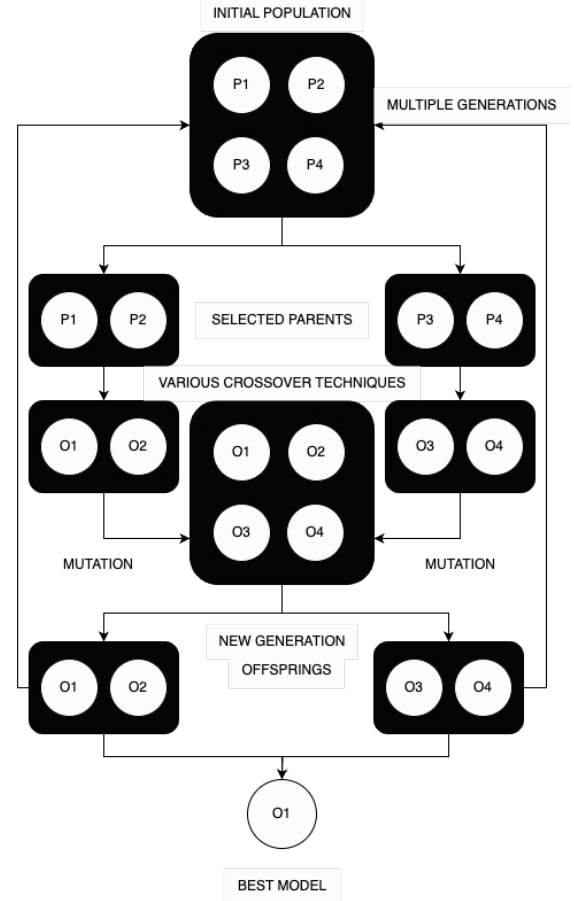 INITIAL POPULATION
P1
P2
MULTIPLE GENERATIONS
P3
P4
P1
P2
SELECTED PARENTS
P3
P4
VARIOUS CROSSOVER TECHNIQUES
O1
O2
O1
O2
O3
O4
O3
O4
MUTATION
MUTATION
NEW GENERATION
OFFSPRINGS
O1
O2
O3
O4
O1
BEST MODEL